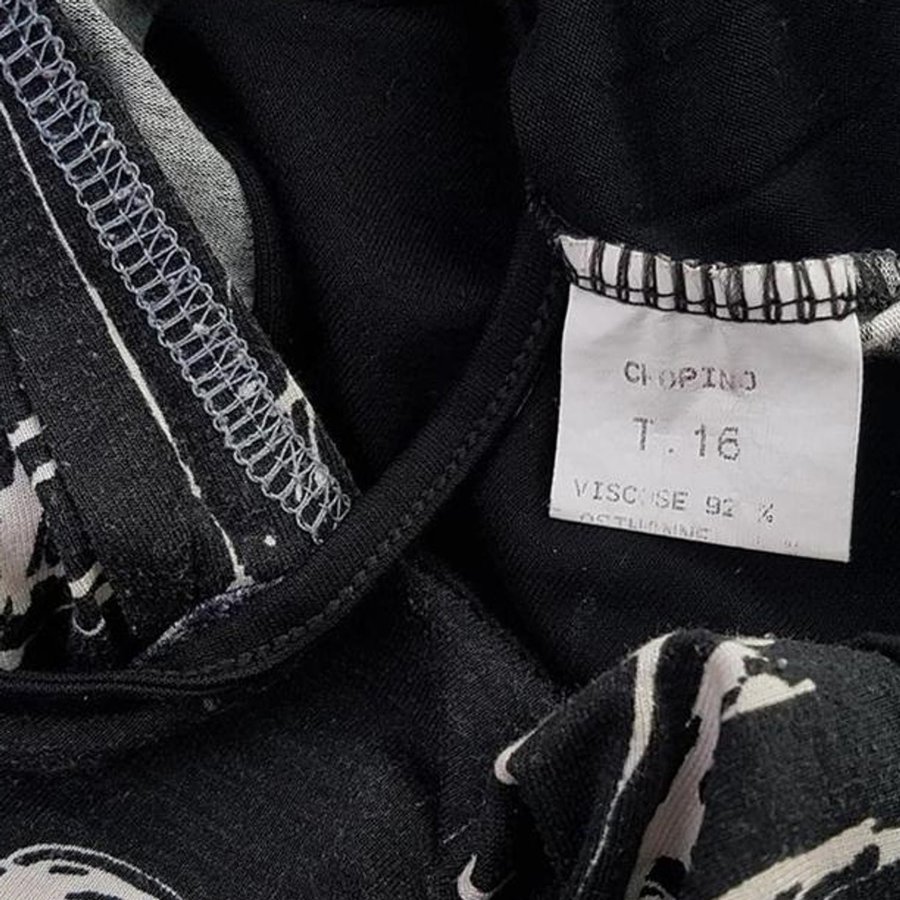 CHOPINO
T.16
VISCOSE 92 %